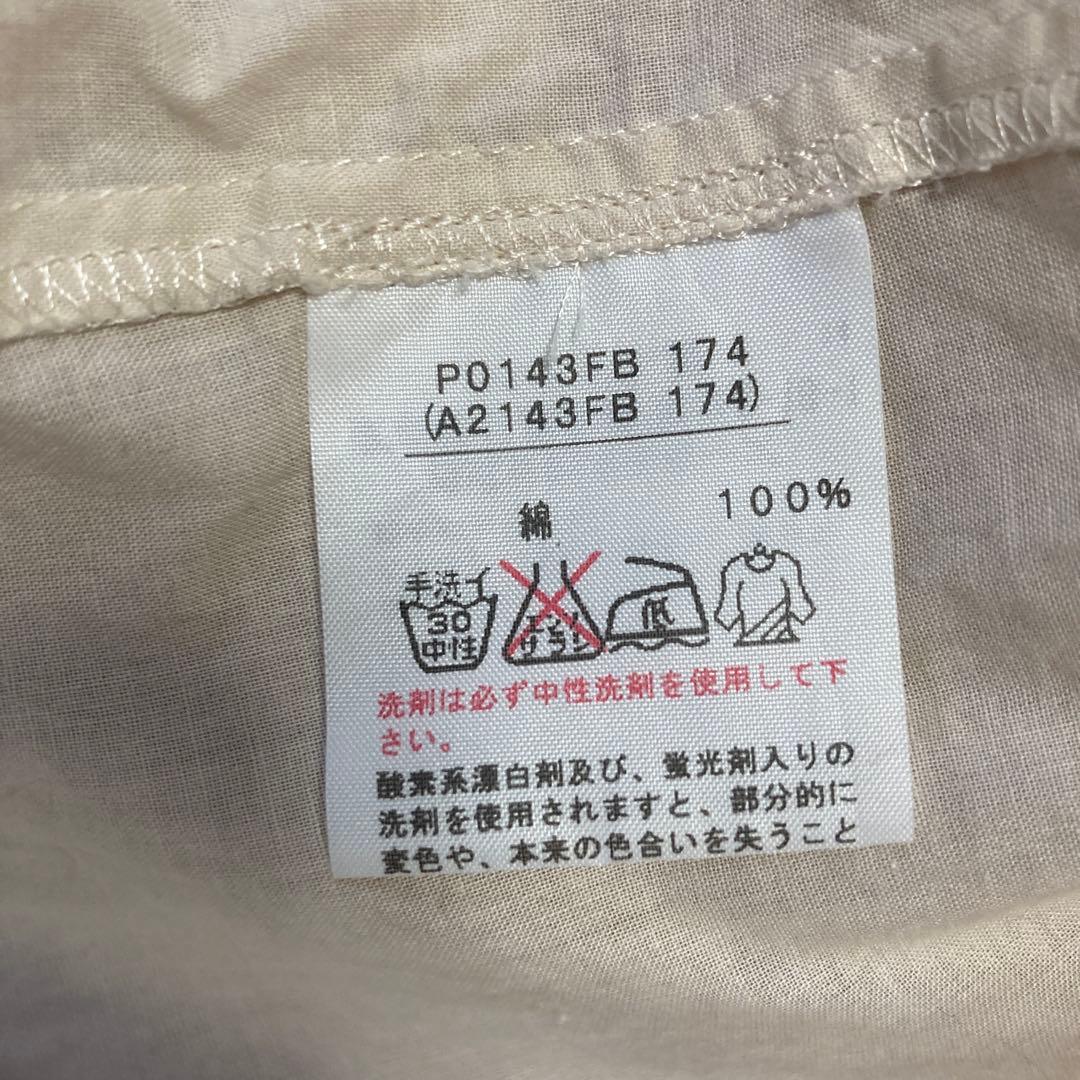 P0143FB 174
(A2143FB 174)
綿 100%
手洗イ
30
中性
エンソ
サラシ
中
洗剤は必ず中性洗剤を使用して下
さい。
酸素系漂白剤及び、蛍光剤入りの
洗剤を使用されますと、部分的に
変色や、本来の色合いを失うこと